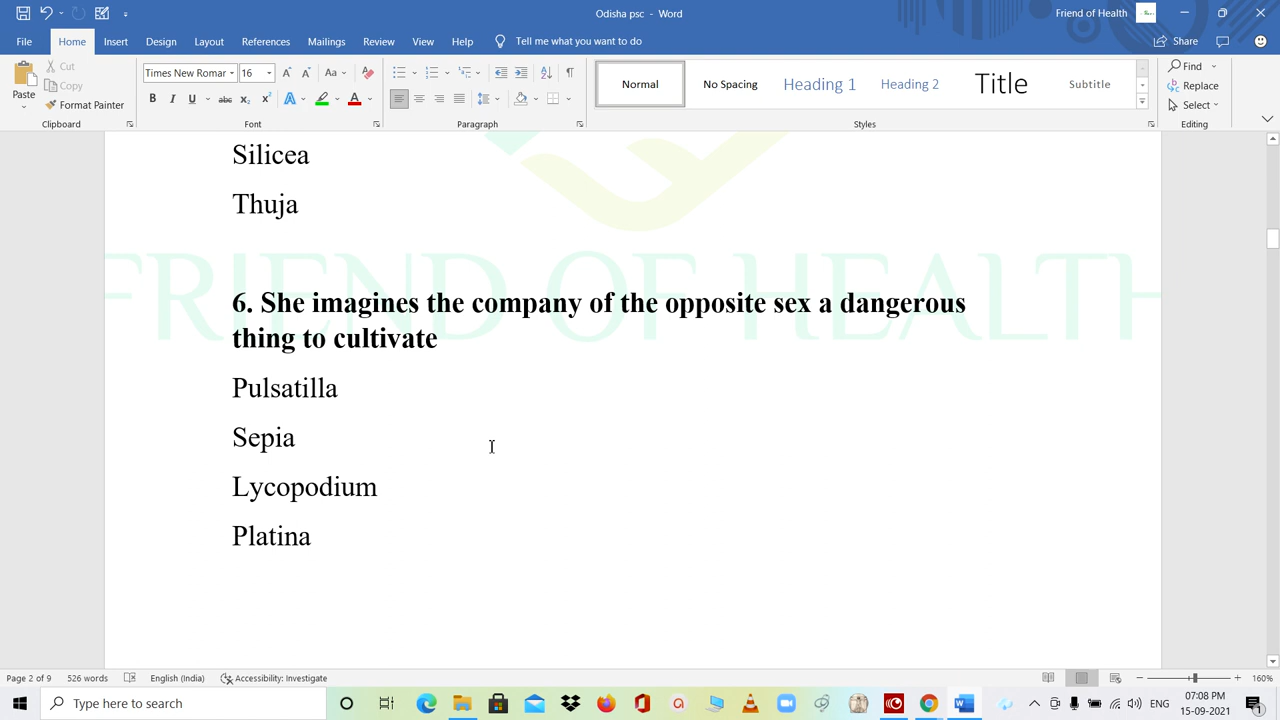 Odisha psc - Word
Friend of Health
File Home Insert Design Layout References Mailings Review View Help Tell me what you want to do Share
Paste
Cut
Copy
Format Painter
Clipboard
Times New Romar 16
Font
Paragraph
Normal
No Spacing
Heading 1
Heading 2
Title
Subtitle
Styles
Find
Replace
Select
Editing
Silicea
Thuja
FRIEND OF HEALTH
6. She imagines the company of the opposite sex a dangerous
thing to cultivate
Pulsatilla
Sepia
Lycopodium
Platina
Page 2 of 9 526 words English (India) Accessibility: Investigate 160%
Type here to search
ENG
07:08 PM
15-09-2021